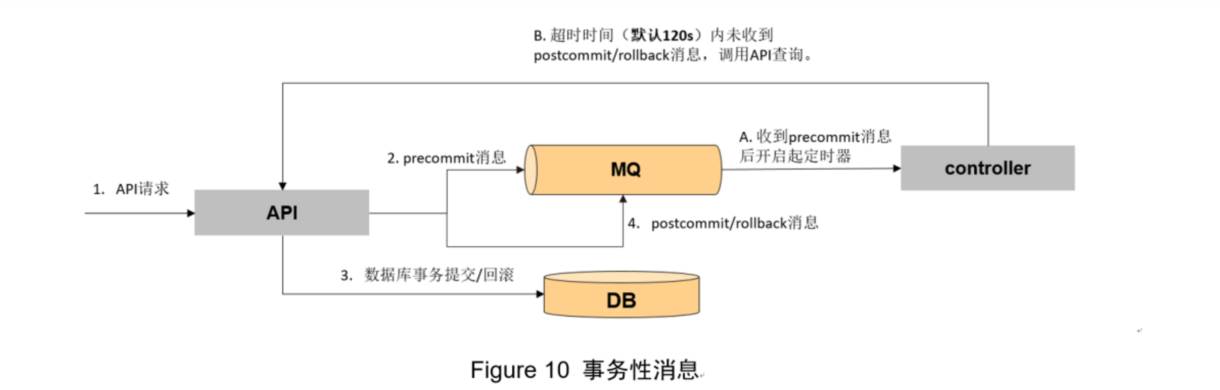 B. 超时时间（默认120s）内未收到
postcommit/rollback消息，调用API查询。
A. 收到precommit消息
后开启起定时器
2. precommit消息
MQ
controller
1. API请求
API
4. postcommit/rollback消息
3. 数据库事务提交/回滚
DB
Figure 10 事务性消息